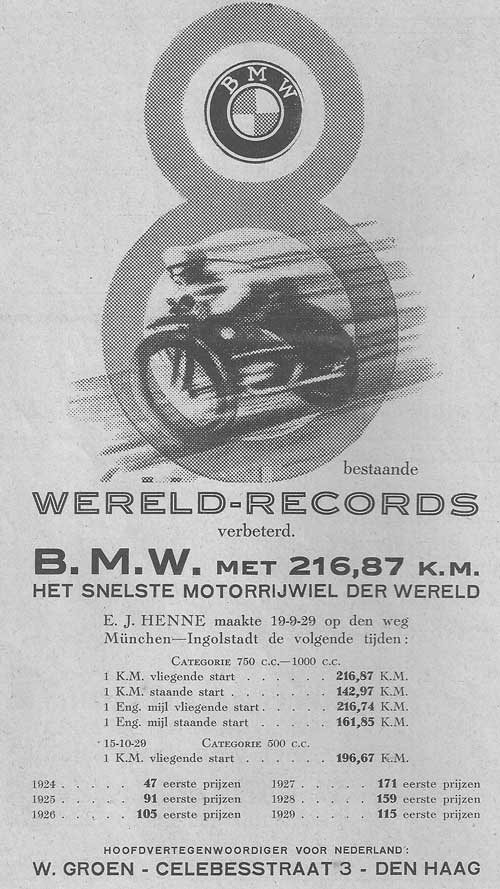 BMW
8
bestaande
WERELD-RECORDS
verbeterd.
B.M.W. MET 216,87 K.M.
HET SNELSTE MOTORRIJWIEL DER WERELD
E. J. HENNE maakte 19-9-29 op den weg
München—Ingolstadt de volgende tijden:
CATEGORIE 750 C.C.—1000 C.C.
1 K.M. vliegende start . . . . . 216,87 K.M.
1 K.M. staande start . . . . . . 142,97 K.M.
1 Eng. mijl vliegende start . . . . 216,74 K.M.
1 Eng. mijl staande start . . . . 161,85 K.M.
15-10-29 CATEGORIE 500 C.C.
1 K.M. vliegende start . . . . . 196,67 K.M.
1924 . . . . . 47 eerste prijzen 1927 . . . . . 171 eerste prijzen
1925 . . . . . 91 eerste prijzen 1928 . . . . . 159 eerste prijzen
1926 . . . . . 105 eerste prijzen 1929 . . . . . 115 eerste prijzen
HOOFDVERTEGENWOORDIGER VOOR NEDERLAND:
W. GROEN - CELEBESSTRAAT 3 - DEN HAAG